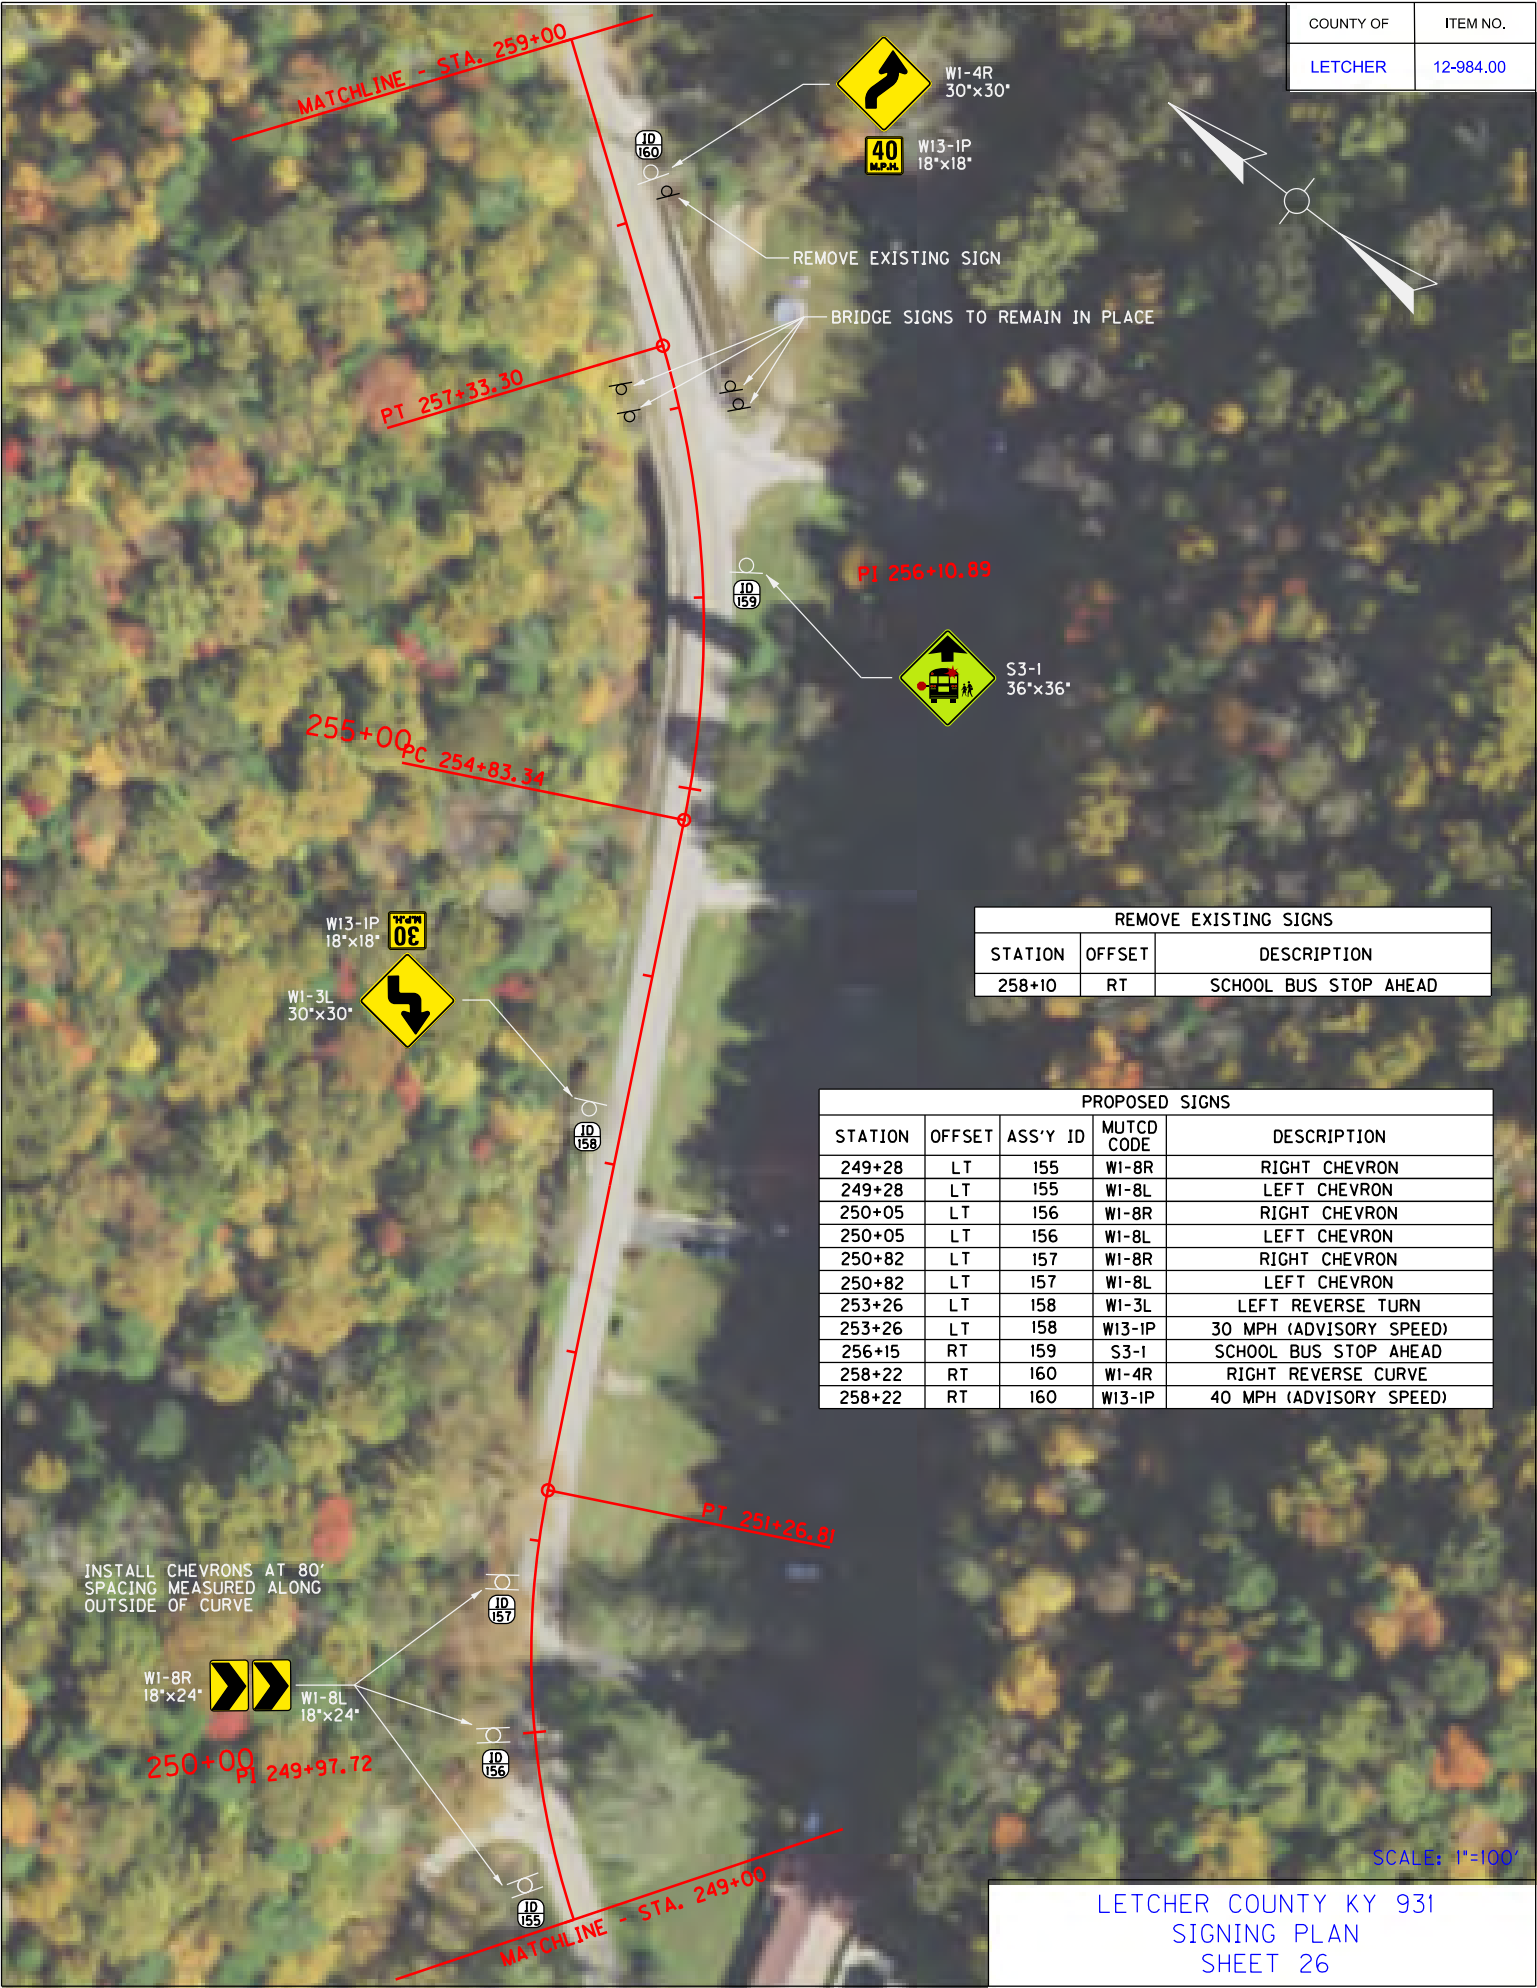 COUNTY OF ITEM NO.
LETCHER 12-984.00
MATCHLINE - STA. 259+00
W1-4R
30"x30"
40
M.P.H.
W13-1P
18"x18"
ID
160
REMOVE EXISTING SIGN
BRIDGE SIGNS TO REMAIN IN PLACE
PT 257+33.30
PI 256+10.89
ID
159
S3-1
36"x36"
255+00
PC 254+83.34
W13-1P
18"x18"
30
M.P.H.
W1-3L
30"x30"
ID
158
REMOVE EXISTING SIGNS
STATION OFFSET DESCRIPTION
258+10 RT SCHOOL BUS STOP AHEAD
PROPOSED SIGNS
STATION OFFSET ASS'Y ID MUTCD CODE DESCRIPTION
249+28 LT 155 W1-8R RIGHT CHEVRON
249+28 LT 155 W1-8L LEFT CHEVRON
250+05 LT 156 W1-8R RIGHT CHEVRON
250+05 LT 156 W1-8L LEFT CHEVRON
250+82 LT 157 W1-8R RIGHT CHEVRON
250+82 LT 157 W1-8L LEFT CHEVRON
253+26 LT 158 W1-3L LEFT REVERSE TURN
253+26 LT 158 W13-1P 30 MPH (ADVISORY SPEED)
256+15 RT 159 S3-1 SCHOOL BUS STOP AHEAD
258+22 RT 160 W1-4R RIGHT REVERSE CURVE
258+22 RT 160 W13-1P 40 MPH (ADVISORY SPEED)
PT 251+26.81
INSTALL CHEVRONS AT 80'
SPACING MEASURED ALONG
OUTSIDE OF CURVE
ID
157
W1-8R
18"x24"
W1-8L
18"x24"
250+00
PI 249+97.72
ID
156
ID
155
MATCHLINE - STA. 249+00
SCALE: 1"=100'
LETCHER COUNTY KY 931
SIGNING PLAN
SHEET 26